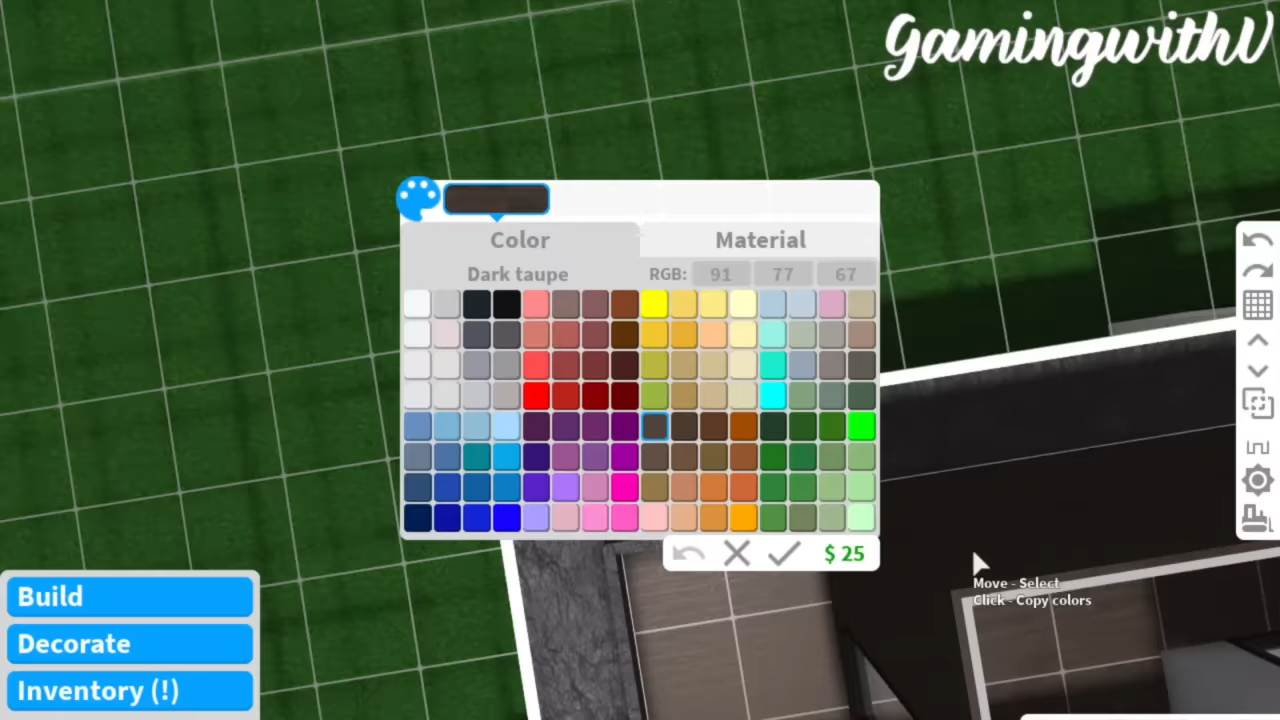 GamingwithV
Color
Material
Dark taupe
RGB: 91 77 67
$ 25
Move - Select
Click - Copy colors
Build
Decorate
Inventory (!)